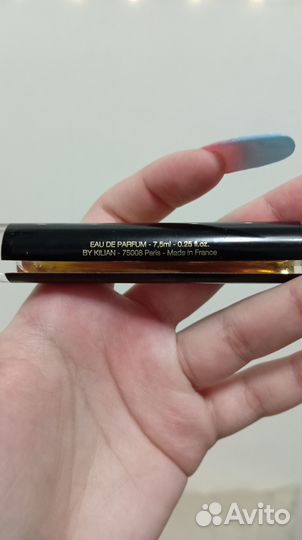 EAU DE PARFUM - 7,5ml - 0.25 fl.oz.
BY KILIAN - 75008 Paris - Made in France
Avito